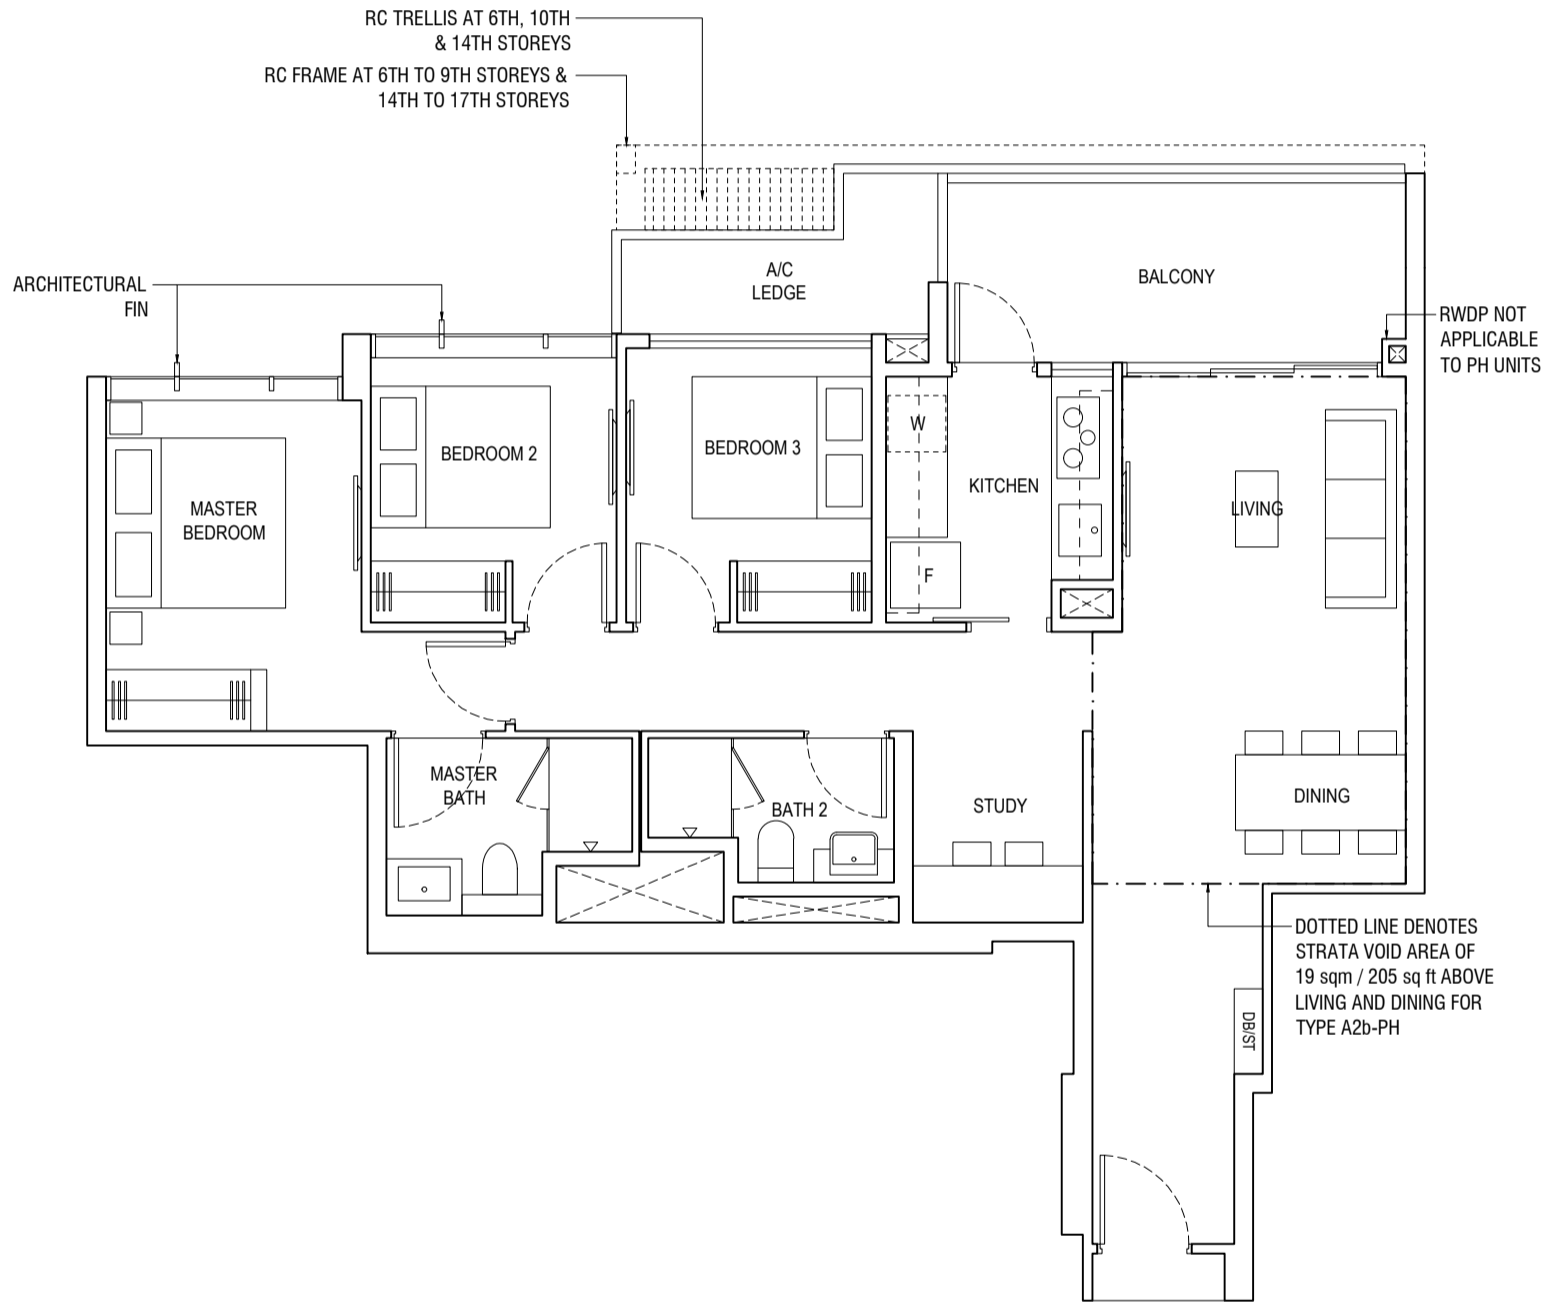 RC TRELLIS AT 6TH, 10TH
& 14TH STOREYS
RC FRAME AT 6TH TO 9TH STOREYS &
14TH TO 17TH STOREYS
ARCHITECTURAL
FIN
A/C
LEDGE
BALCONY
RWDP NOT
APPLICABLE
TO PH UNITS
MASTER
BEDROOM
BEDROOM 2
BEDROOM 3
W
KITCHEN
F
LIVING
MASTER
BATH
BATH 2
STUDY
DINING
DOTTED LINE DENOTES
STRATA VOID AREA OF
19 sqm / 205 sq ft ABOVE
LIVING AND DINING FOR
TYPE A2b-PH
DB/ST